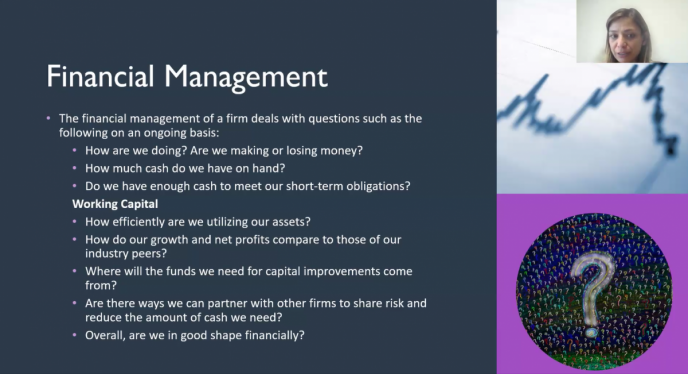 Financial Management
• The financial management of a firm deals with questions such as the
following on an ongoing basis:
• How are we doing? Are we making or losing money?
• How much cash do we have on hand?
• Do we have enough cash to meet our short-term obligations?
Working Capital
• How efficiently are we utilizing our assets?
• How do our growth and net profits compare to those of our
industry peers?
• Where will the funds we need for capital improvements come
from?
• Are there ways we can partner with other firms to share risk and
reduce the amount of cash we need?
• Overall, are we in good shape financially?
?